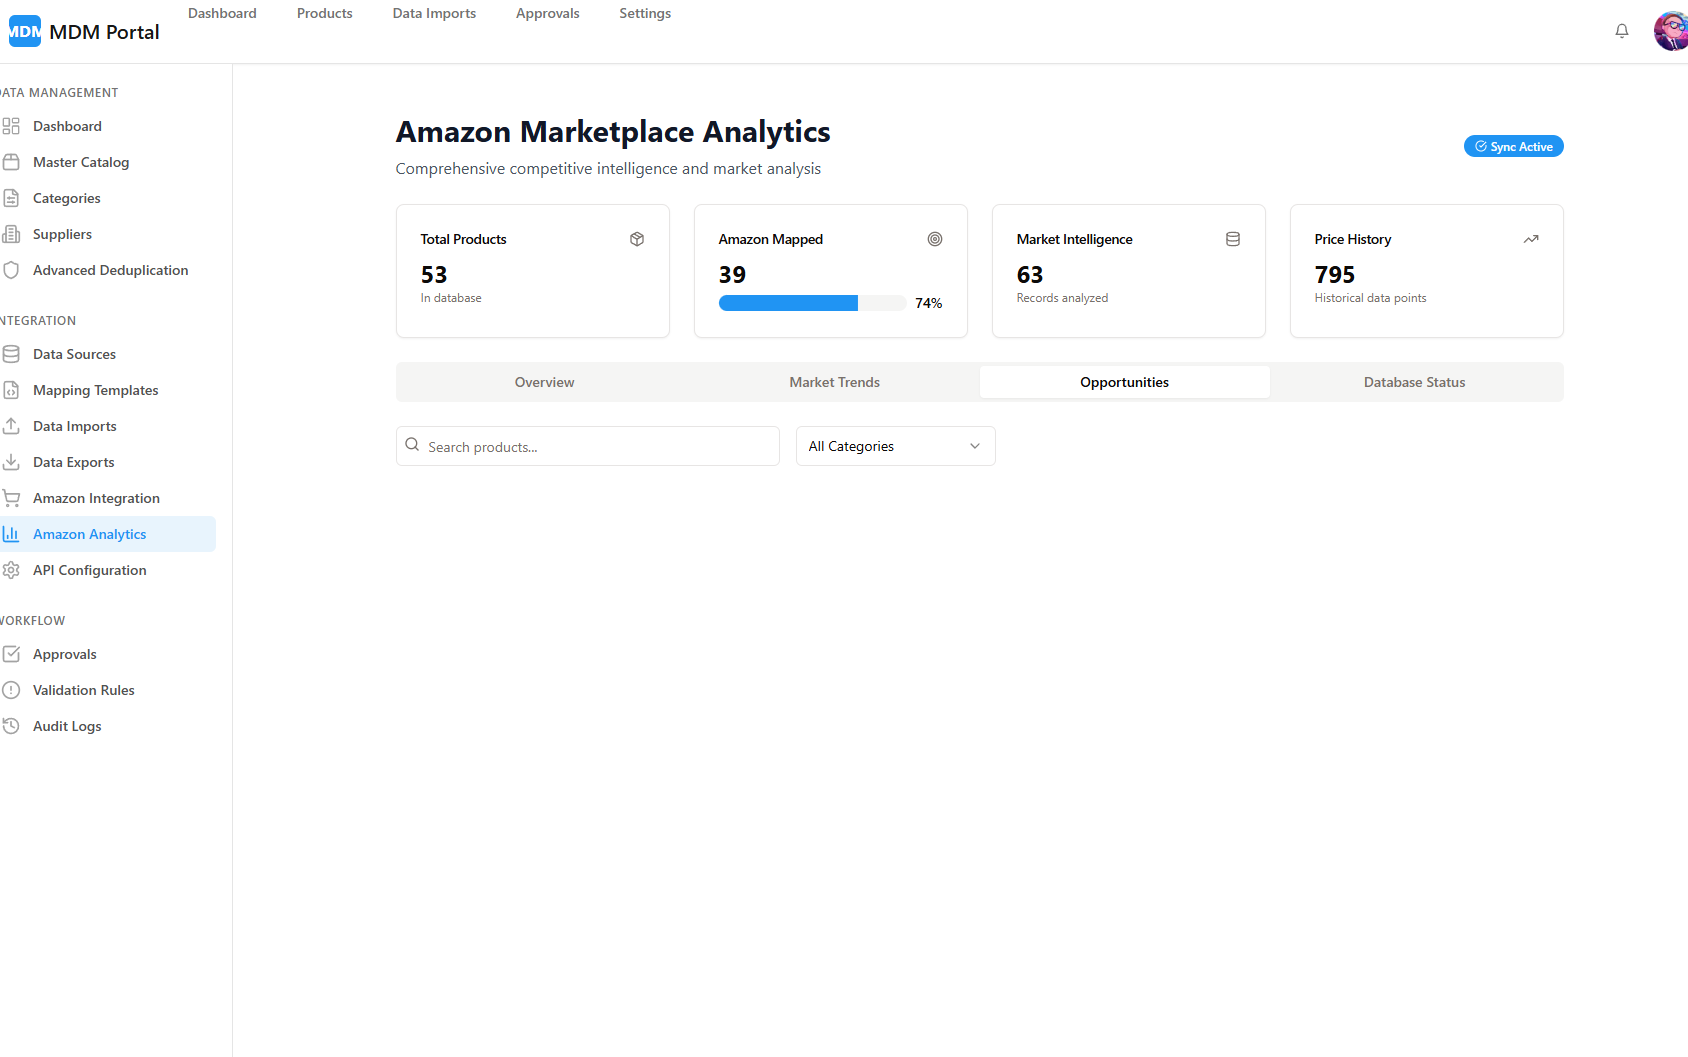 MDM
MDM Portal
Dashboard
Products
Data Imports
Approvals
Settings
ATA MANAGEMENT
Dashboard
Master Catalog
Categories
Suppliers
Advanced Deduplication
NTEGRATION
Data Sources
Mapping Templates
Data Imports
Data Exports
Amazon Integration
Amazon Analytics
API Configuration
WORKFLOW
Approvals
Validation Rules
Audit Logs
Amazon Marketplace Analytics
Comprehensive competitive intelligence and market analysis
Sync Active
Total Products
53
In database
Amazon Mapped
39
74%
Market Intelligence
63
Records analyzed
Price History
795
Historical data points
Overview
Market Trends
Opportunities
Database Status
Search products...
All Categories